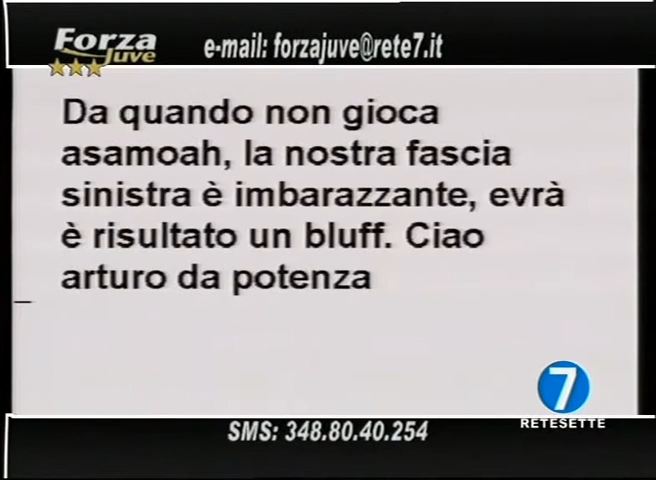 Forza
Juve
e-mail: forzajuve@rete7.it
Da quando non gioca
asamoah, la nostra fascia
sinistra è imbarazzante, evrà
è risultato un bluff. Ciao
arturo da potenza
7
RETESETTE
SMS: 348.80.40.254